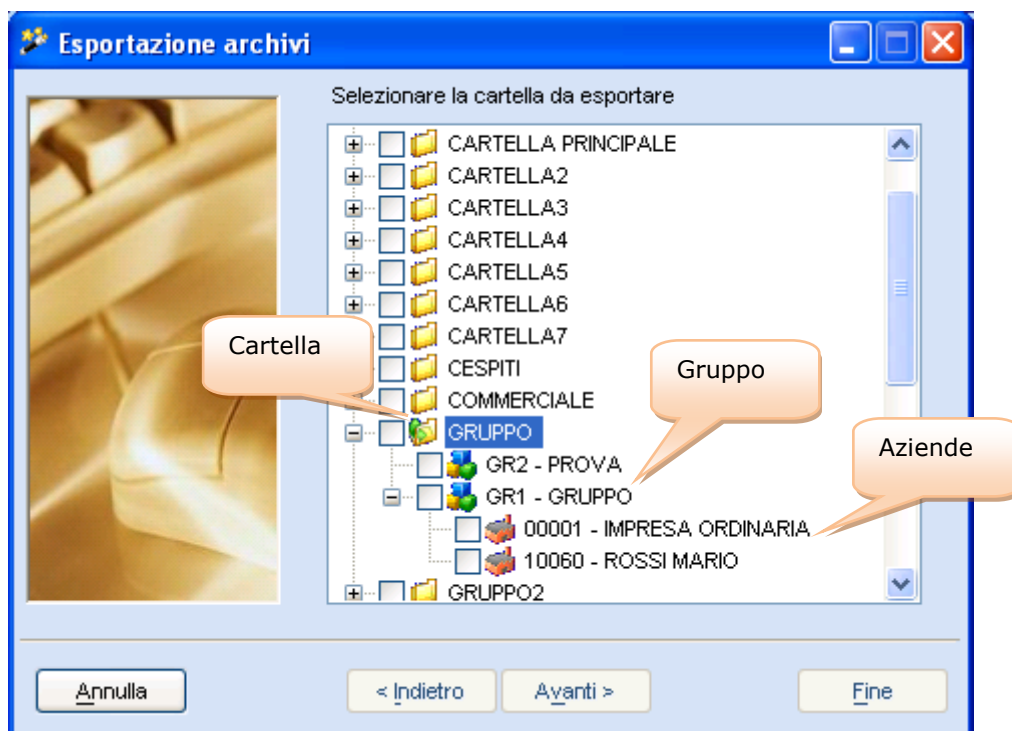 Esportazione archivi
Selezionare la cartella da esportare
CARTELLA PRINCIPALE
CARTELLA2
CARTELLA3
CARTELLA4
CARTELLA5
CARTELLA6
CARTELLA7
CESPITI
COMMERCIALE
GRUPPO
GR2 - PROVA
GR1 - GRUPPO
00001 - IMPRESA ORDINARIA
10060 - ROSSI MARIO
GRUPPO2
Cartella
Gruppo
Aziende
Annulla
< Indietro
Avanti >
Fine